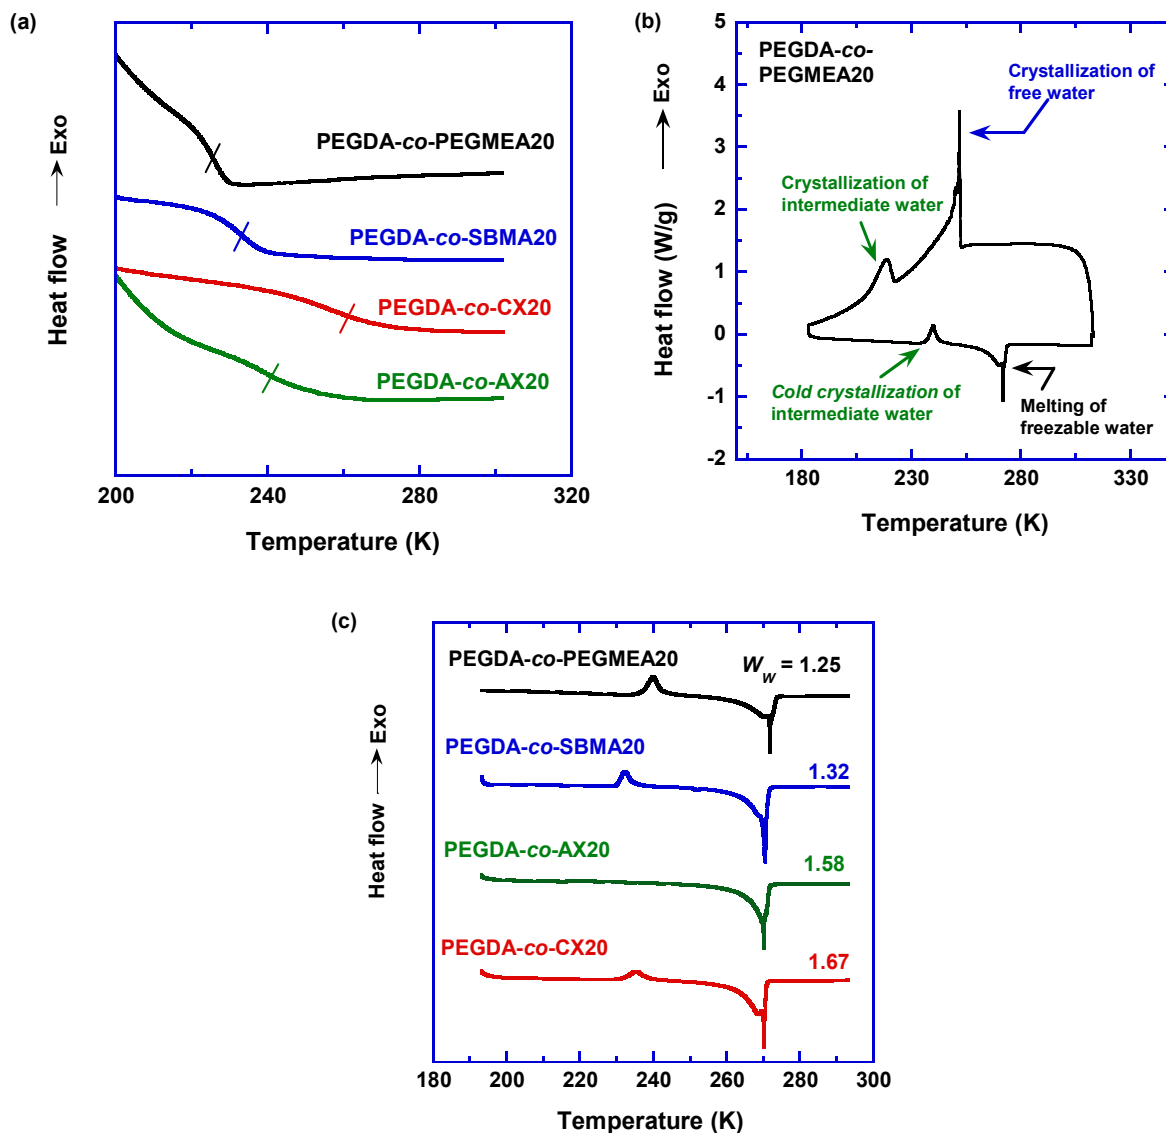 (a)
Heat flow ⟶ Exo
PEGDA-co-PEGMEA20
PEGDA-co-SBMA20
PEGDA-co-CX20
PEGDA-co-AX20
200 240 280 320
Temperature (K)
(b)
Heat flow (W/g) ⟶ Exo
5
4
3
2
1
0
-1
-2
PEGDA-co-
PEGMEA20
Crystallization of
free water
Crystallization of
intermediate water
Cold crystallization of
intermediate water
Melting of
freezable water
180 230 280 330
Temperature (K)
(c)
Heat flow ⟶ Exo
PEGDA-co-PEGMEA20 Ww = 1.25
PEGDA-co-SBMA20 1.32
PEGDA-co-AX20 1.58
PEGDA-co-CX20 1.67
180 200 220 240 260 280 300
Temperature (K)